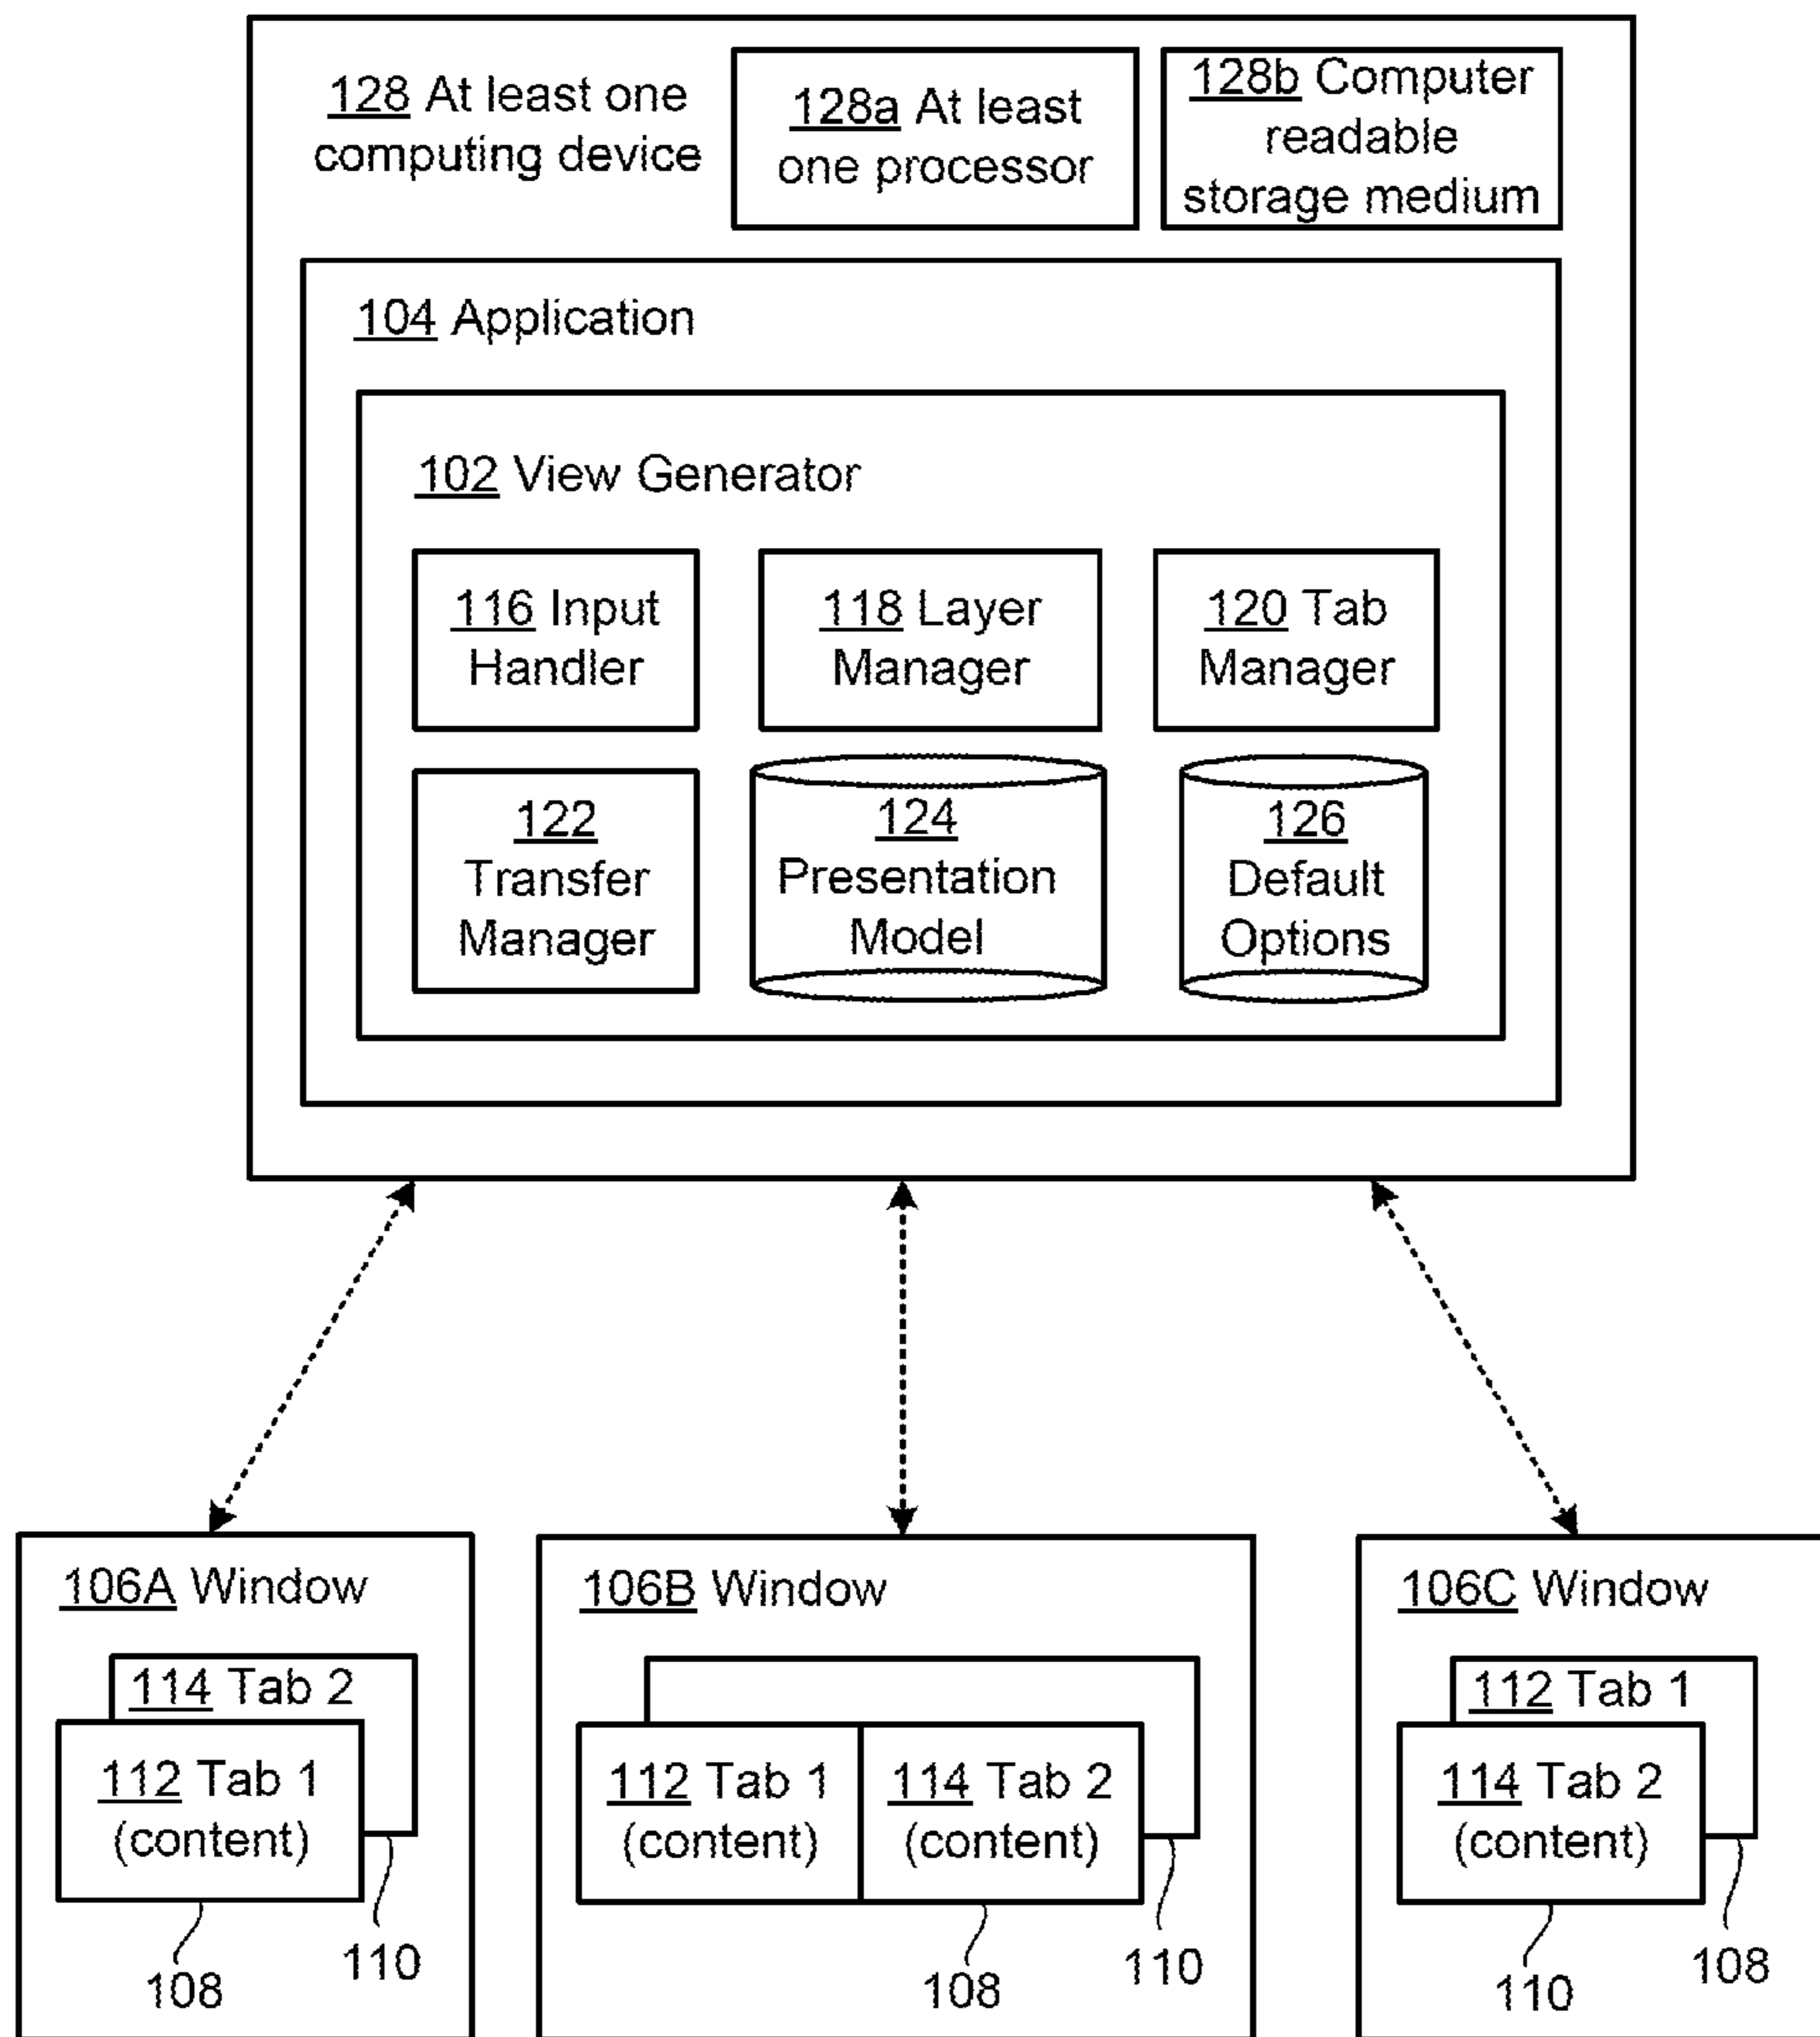 128 At least one
computing device
128a At least
one processor
128b Computer
readable
storage medium
104 Application
102 View Generator
116 Input
Handler
118 Layer
Manager
120 Tab
Manager
122
Transfer
Manager
124
Presentation
Model
126
Default
Options
106A Window
114 Tab 2
112 Tab 1
(content)
108
110
106B Window
112 Tab 1
(content)
114 Tab 2
(content)
108
110
106C Window
112 Tab 1
114 Tab 2
(content)
110
108